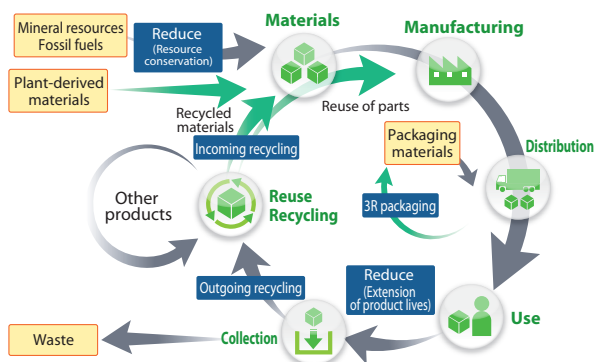 Mineral resources
Fossil fuels
Reduce
(Resource
conservation)
Materials
Manufacturing
Plant-derived
materials
Recycled
materials
Reuse of parts
Incoming recycling
Packaging
materials
Distribution
Other
products
Reuse
Recycling
3R packaging
Outgoing recycling
Reduce
(Extension
of product lives)
Use
Waste
Collection